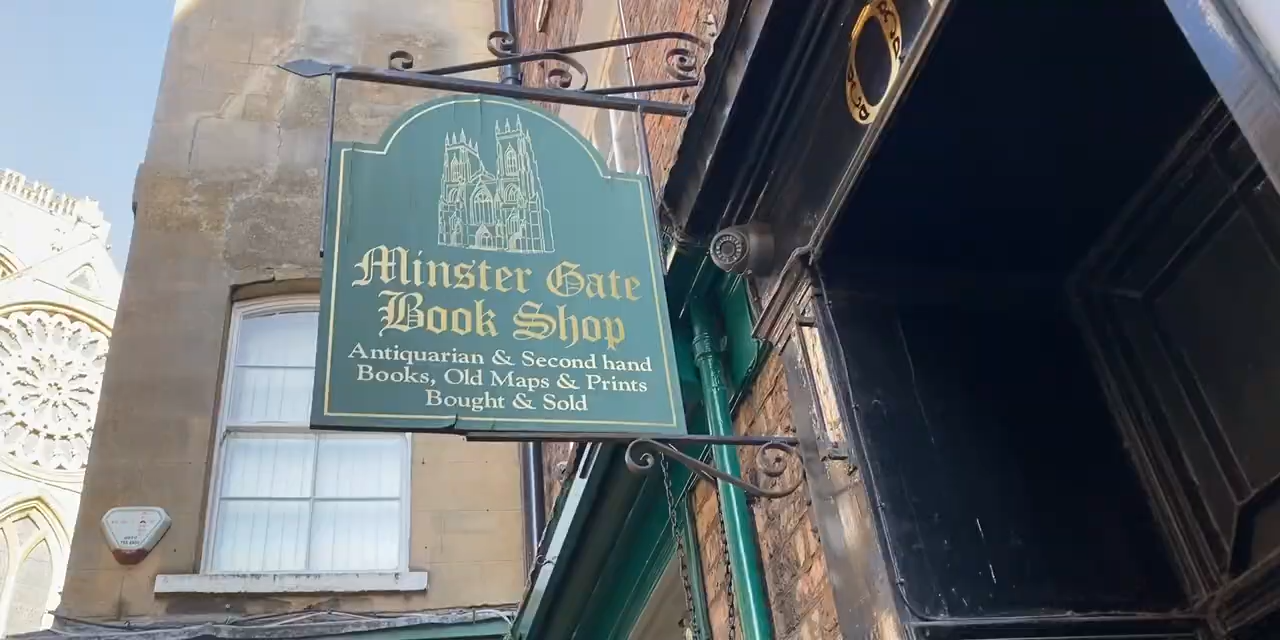 Minster Gate
Book Shop
Antiquarian & Second hand
Books, Old Maps & Prints
Bought & Sold